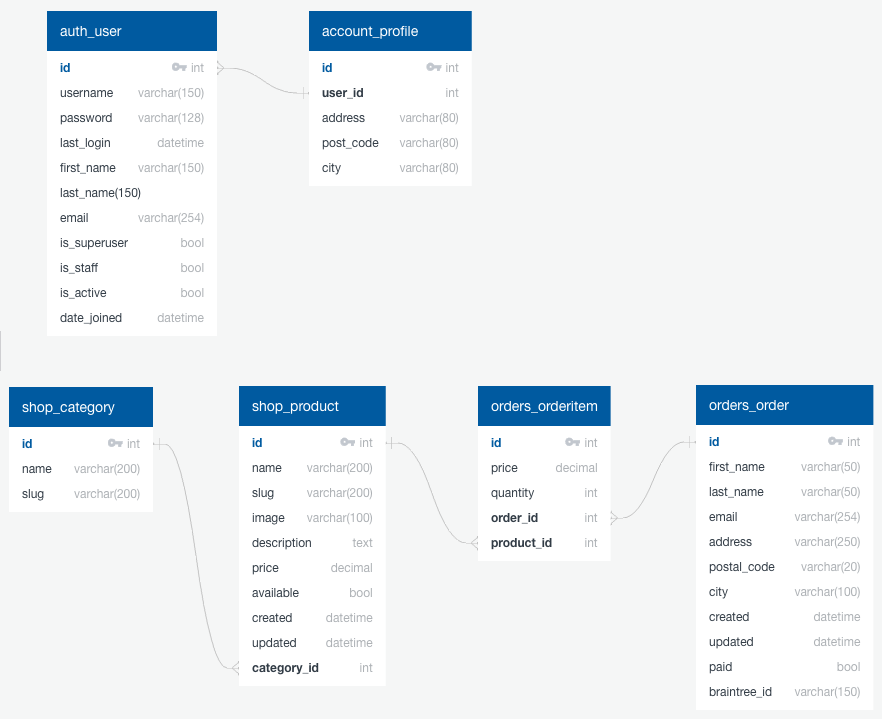 auth_user
id int
username varchar(150)
password varchar(128)
last_login datetime
first_name varchar(150)
last_name(150)
email varchar(254)
is_superuser bool
is_staff bool
is_active bool
date_joined datetime
account_profile
id int
user_id int
address varchar(80)
post_code varchar(80)
city varchar(80)
shop_category
id int
name varchar(200)
slug varchar(200)
shop_product
id int
name varchar(200)
slug varchar(200)
image varchar(100)
description text
price decimal
available bool
created datetime
updated datetime
category_id int
orders_orderitem
id int
price decimal
quantity int
order_id int
product_id int
orders_order
id int
first_name varchar(50)
last_name varchar(50)
email varchar(254)
address varchar(250)
postal_code varchar(20)
city varchar(100)
created datetime
updated datetime
paid bool
braintree_id varchar(150)